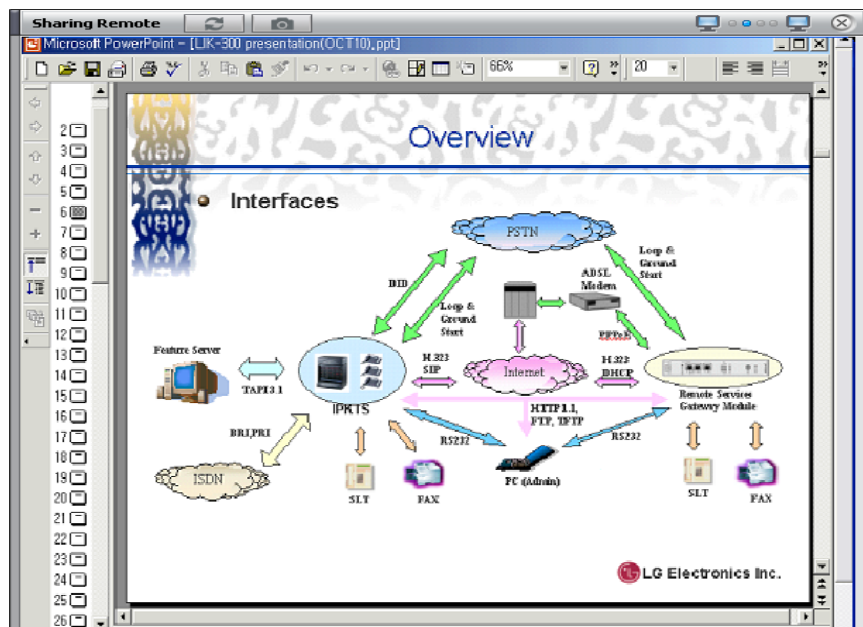 Sharing Remote
Microsoft PowerPoint - [LIK-300 presentation(OCT10).ppt]
66%
20
2
3
4
5
6
7
8
9
10
11
12
13
14
15
16
17
18
19
20
21
22
23
24
25
26
Overview
Interfaces
PSTN
DID
Loop &
Ground
Start
ADSL
Modem
Loop &
Ground
Start
PPPoE
Feature Server
TAPI 3.1
IPKTS
H.323
SIP
Internet
H.323
DHCP
Remote Services
Gateway Module
HTTP 1.1,
FTP, TFTP
BRI,PRI
RS232
RS232
ISDN
SLT
FAX
PC (Admin)
SLT
FAX
LG Electronics Inc.